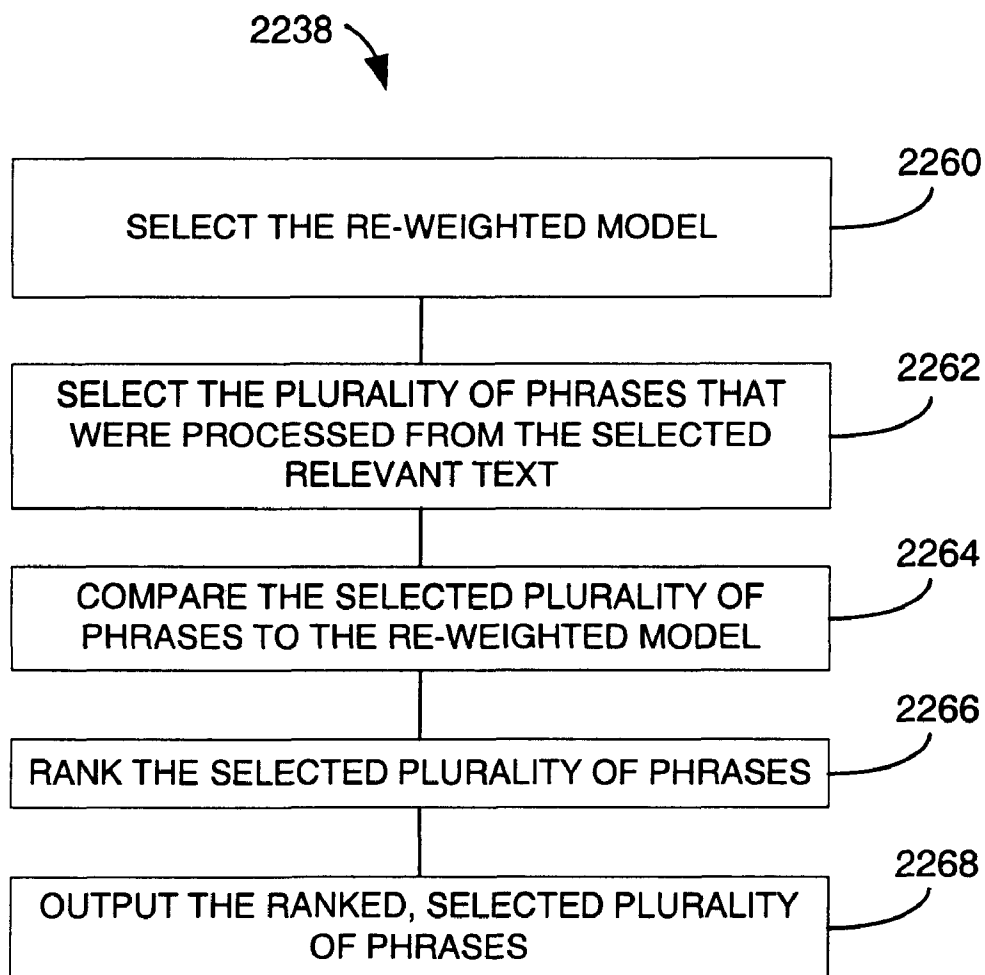 2238
2260
SELECT THE RE-WEIGHTED MODEL
2262
SELECT THE PLURALITY OF PHRASES THAT
WERE PROCESSED FROM THE SELECTED
RELEVANT TEXT
2264
COMPARE THE SELECTED PLURALITY OF
PHRASES TO THE RE-WEIGHTED MODEL
2266
RANK THE SELECTED PLURALITY OF PHRASES
2268
OUTPUT THE RANKED, SELECTED PLURALITY
OF PHRASES